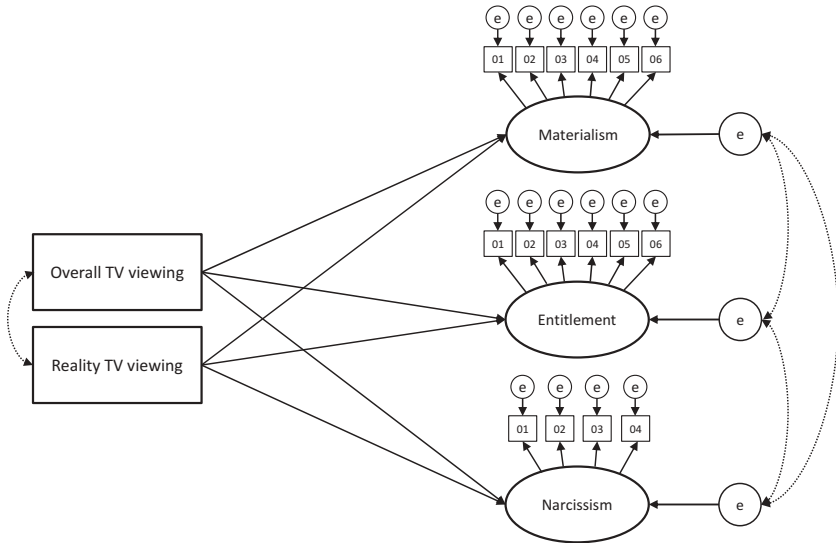 e e e e e e
01 02 03 04 05 06
Materialism e
e e e e e e
01 02 03 04 05 06
Overall TV viewing
Entitlement e
Reality TV viewing
e e e e
01 02 03 04
Narcissism e